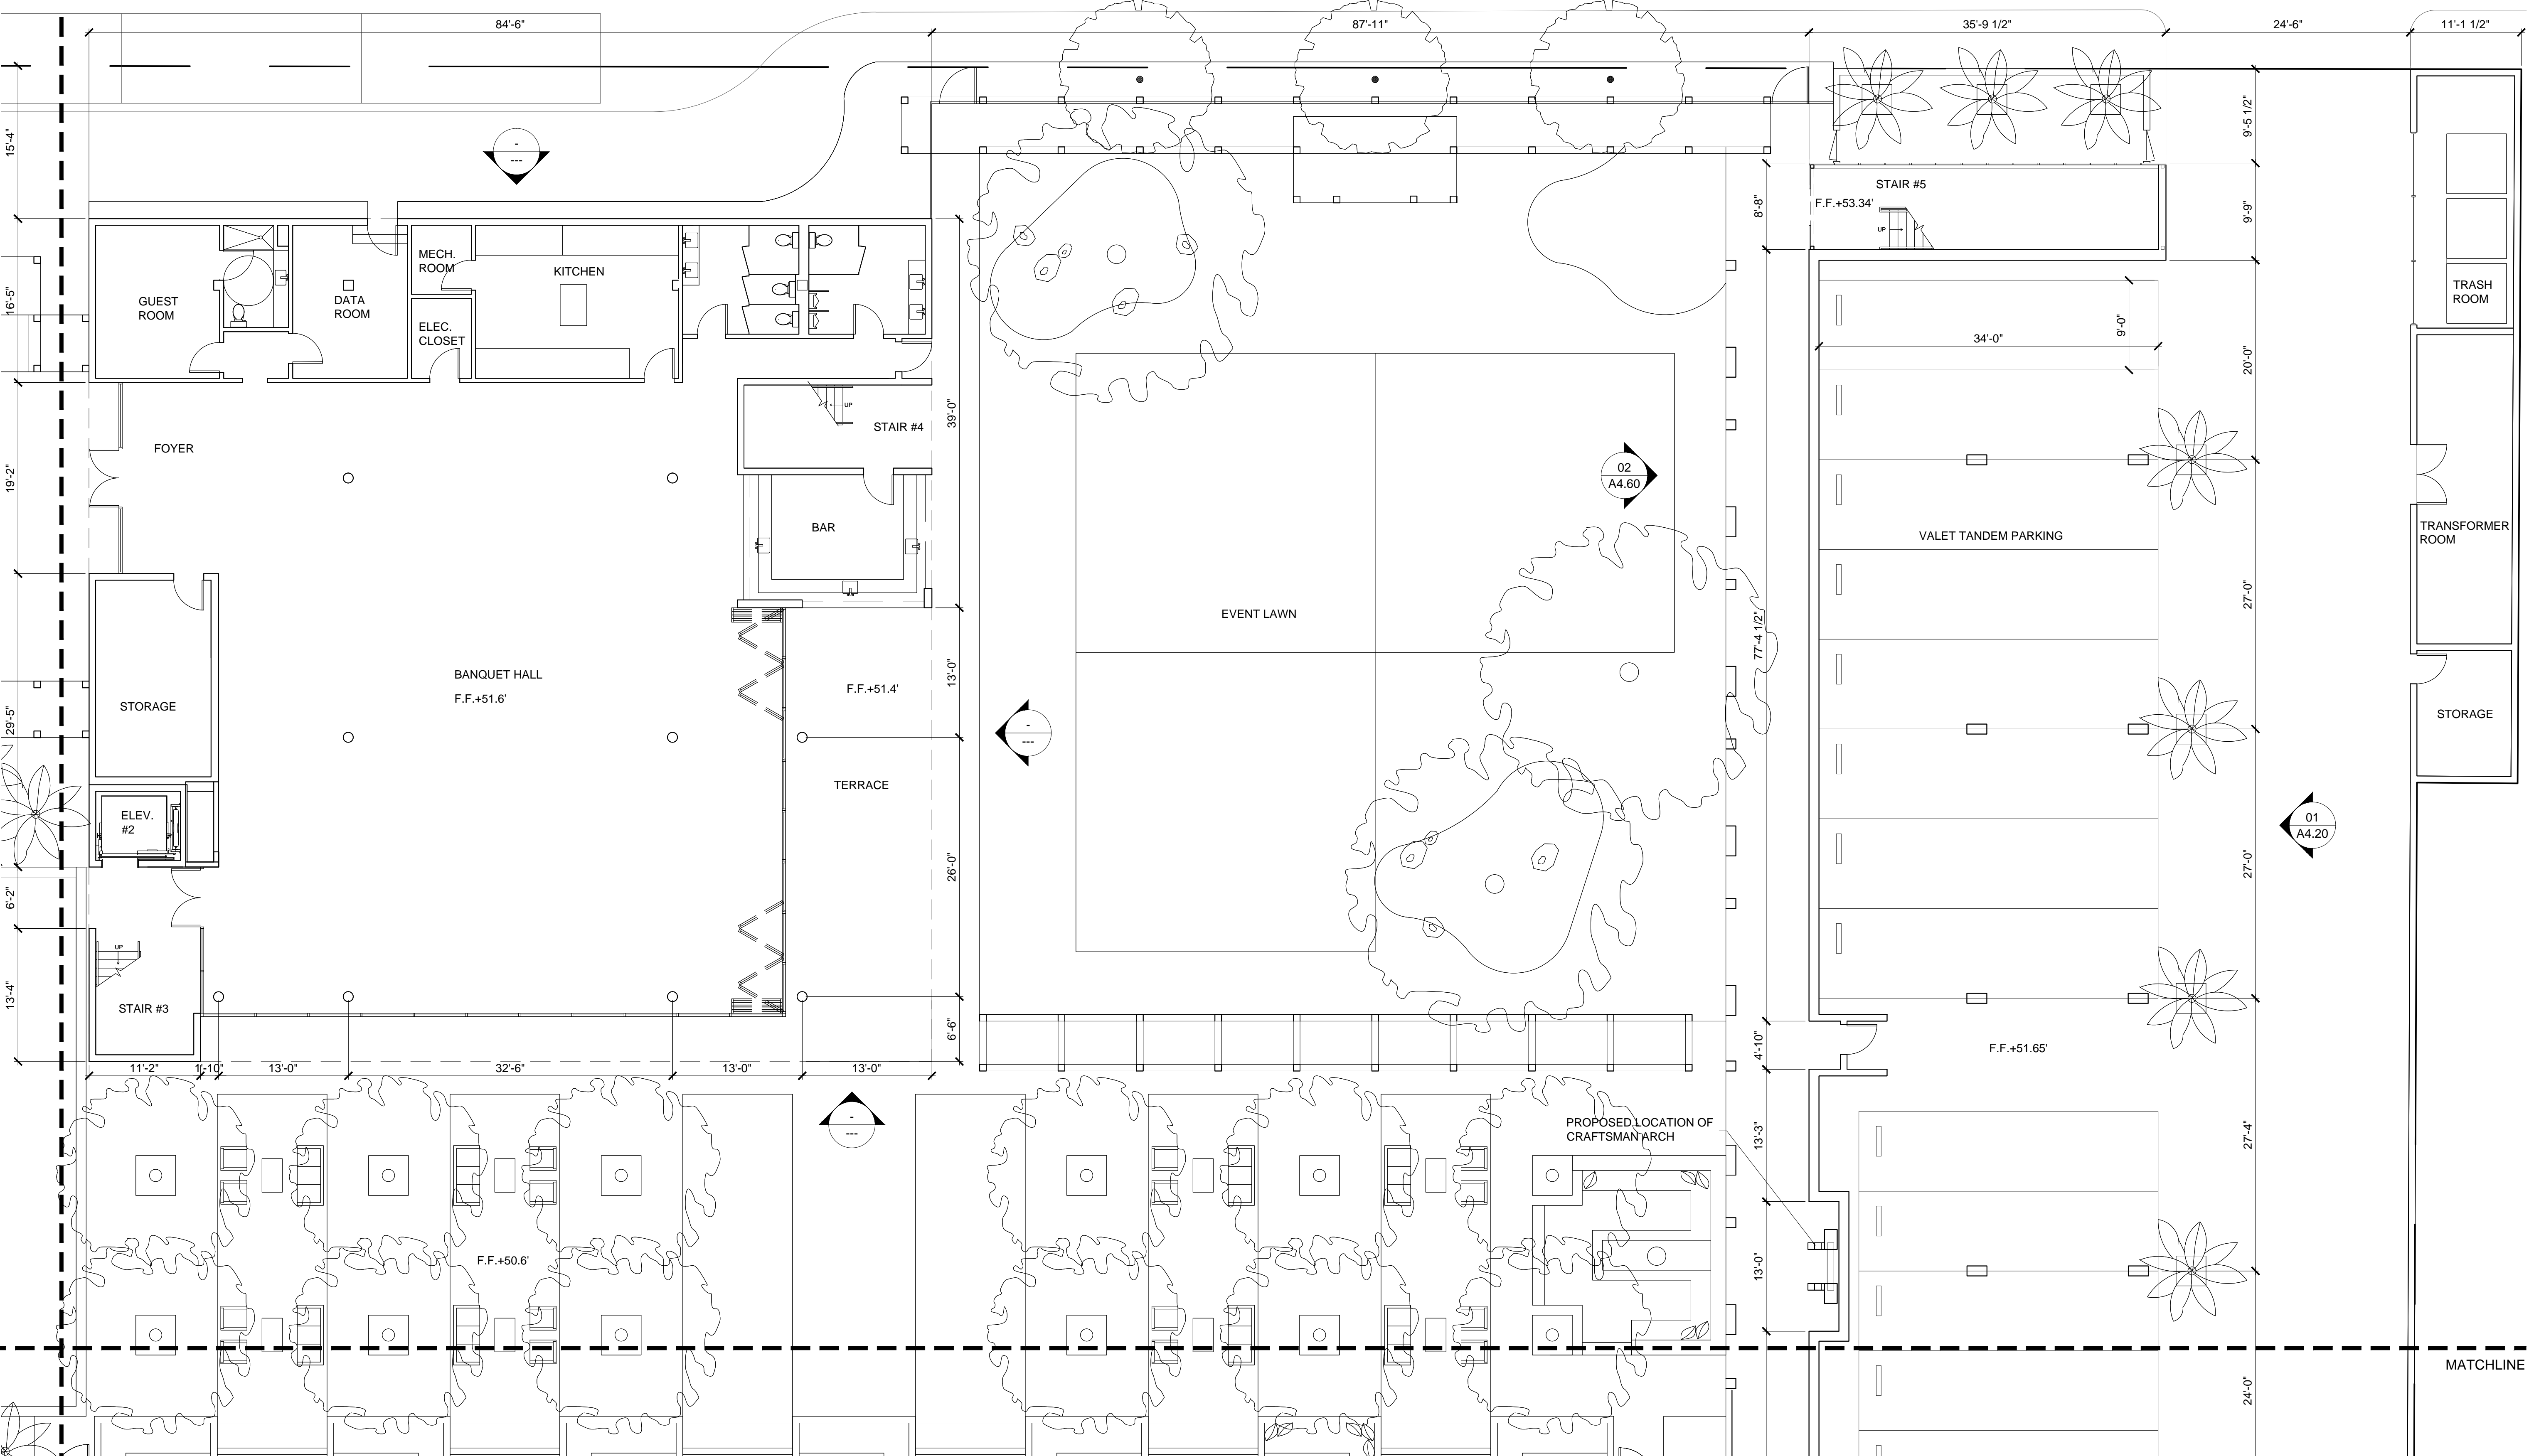 84'-6"
87'-11"
35'-9 1/2"
24'-6"
11'-1 1/2"
15'-4"
16'-5"
19'-2"
29'-5"
6'-2"
13'-4"
-
---
GUEST
ROOM
DATA
ROOM
MECH.
ROOM
ELEC.
CLOSET
KITCHEN
FOYER
UP
STAIR #4
BAR
BANQUET HALL
F.F.+51.6'
STORAGE
ELEV.
#2
UP
STAIR #3
F.F.+51.4'
TERRACE
39'-0"
13'-0"
26'-0"
6'-6"
11'-2"
1'-10"
13'-0"
32'-6"
13'-0"
13'-0"
-
---
-
---
02
A4.60
EVENT LAWN
8'-8"
77'-4 1/2"
4'-10"
13'-3"
13'-0"
STAIR #5
F.F.+53.34'
UP
34'-0"
9'-0"
VALET TANDEM PARKING
F.F.+51.65'
9'-5 1/2"
9'-9"
20'-0"
27'-0"
27'-0"
27'-4"
24'-0"
01
A4.20
TRASH
ROOM
TRANSFORMER
ROOM
STORAGE
PROPOSED LOCATION OF
CRAFTSMAN ARCH
F.F.+50.6'
MATCHLINE